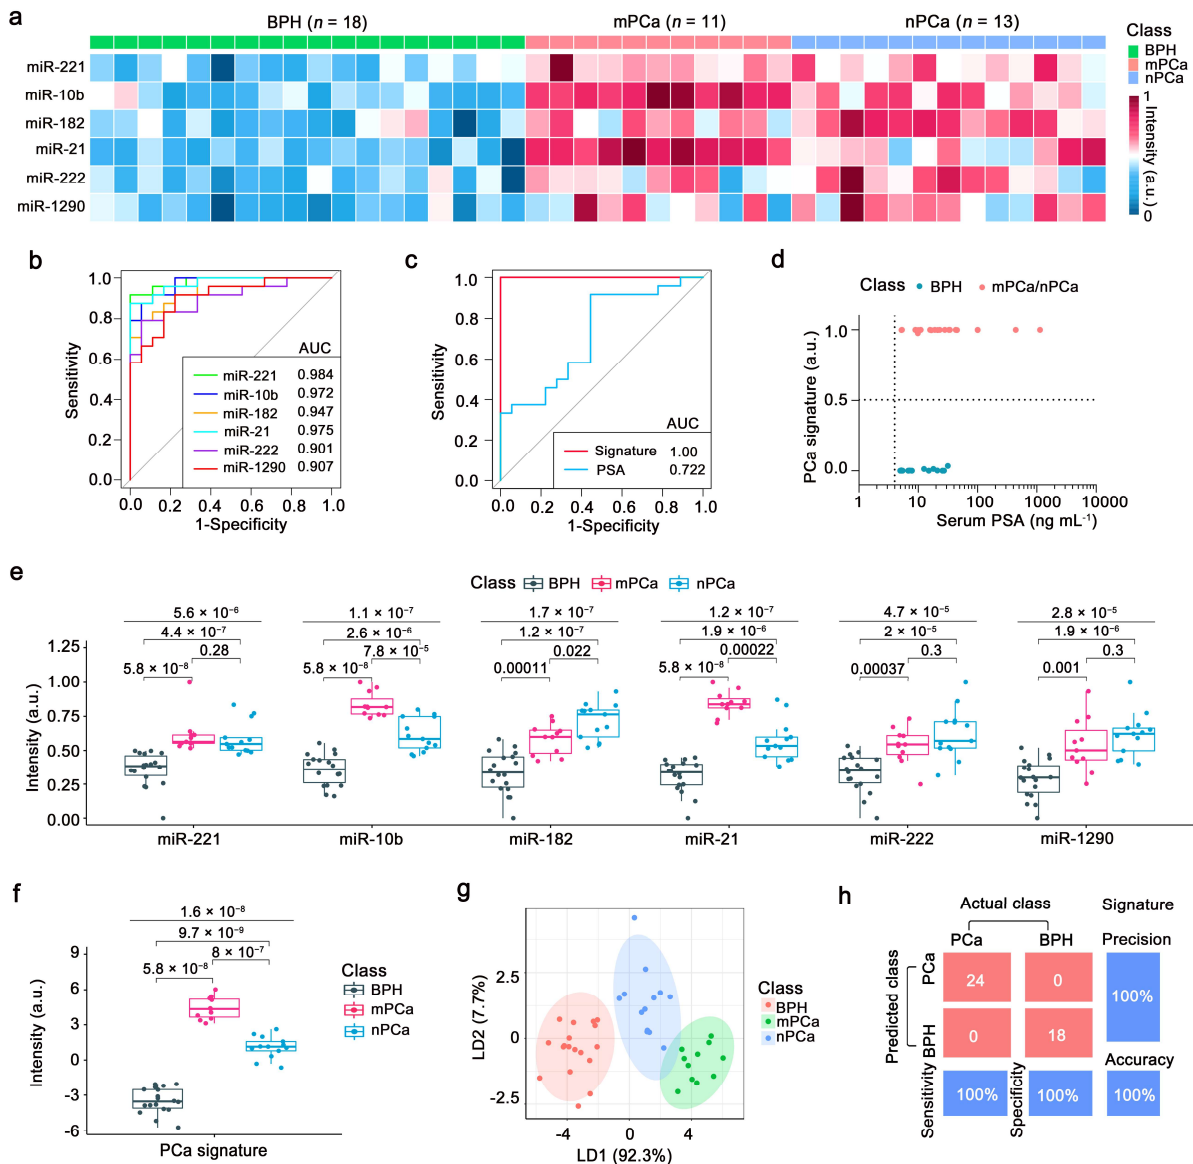 a
BPH (n = 18)
mPCa (n = 11)
nPCa (n = 13)
Class
BPH
mPCa
nPCa
miR-221
miR-10b
miR-182
miR-21
miR-222
miR-1290
1
Intensity (a.u.)
0
b
1.0
0.8
0.6
0.4
0.2
0.0
Sensitivity
AUC
miR-221 0.984
miR-10b 0.972
miR-182 0.947
miR-21 0.975
miR-222 0.901
miR-1290 0.907
0.0 0.2 0.4 0.6 0.8 1.0
1-Specificity
c
1.0
0.8
0.6
0.4
0.2
0.0
Sensitivity
AUC
Signature 1.00
PSA 0.722
0.0 0.2 0.4 0.6 0.8 1.0
1-Specificity
d
Class BPH mPCa/nPCa
1.0
0.5
0.0
PCa signature (a.u.)
1 10 100 1000 10000
Serum PSA (ng mL⁻¹)
e
Class BPH mPCa nPCa
5.6 × 10⁻⁶
4.4 × 10⁻⁷
0.28
5.8 × 10⁻⁸
1.1 × 10⁻⁷
2.6 × 10⁻⁶
7.8 × 10⁻⁵
5.8 × 10⁻⁸
1.7 × 10⁻⁷
1.2 × 10⁻⁷
0.022
0.00011
1.2 × 10⁻⁷
1.9 × 10⁻⁶
0.00022
5.8 × 10⁻⁸
4.7 × 10⁻⁵
2 × 10⁻⁵
0.3
0.00037
2.8 × 10⁻⁵
1.9 × 10⁻⁶
0.3
0.001
1.25
1.00
0.75
0.50
0.25
0.00
Intensity (a.u.)
miR-221 miR-10b miR-182 miR-21 miR-222 miR-1290
f
1.6 × 10⁻⁸
9.7 × 10⁻⁹
8 × 10⁻⁷
5.8 × 10⁻⁸
9
6
3
0
-3
-6
Intensity (a.u.)
PCa signature
Class
BPH
mPCa
nPCa
g
2.5
0
-2.5
LD2 (7.7%)
-4 0 4
LD1 (92.3%)
Class
BPH
mPCa
nPCa
h
Actual class
Signature
PCa BPH Precision
Predicted class
PCa
24 0
100%
BPH
0 18
Accuracy
Sensitivity
100%
Specificity
100%
100%